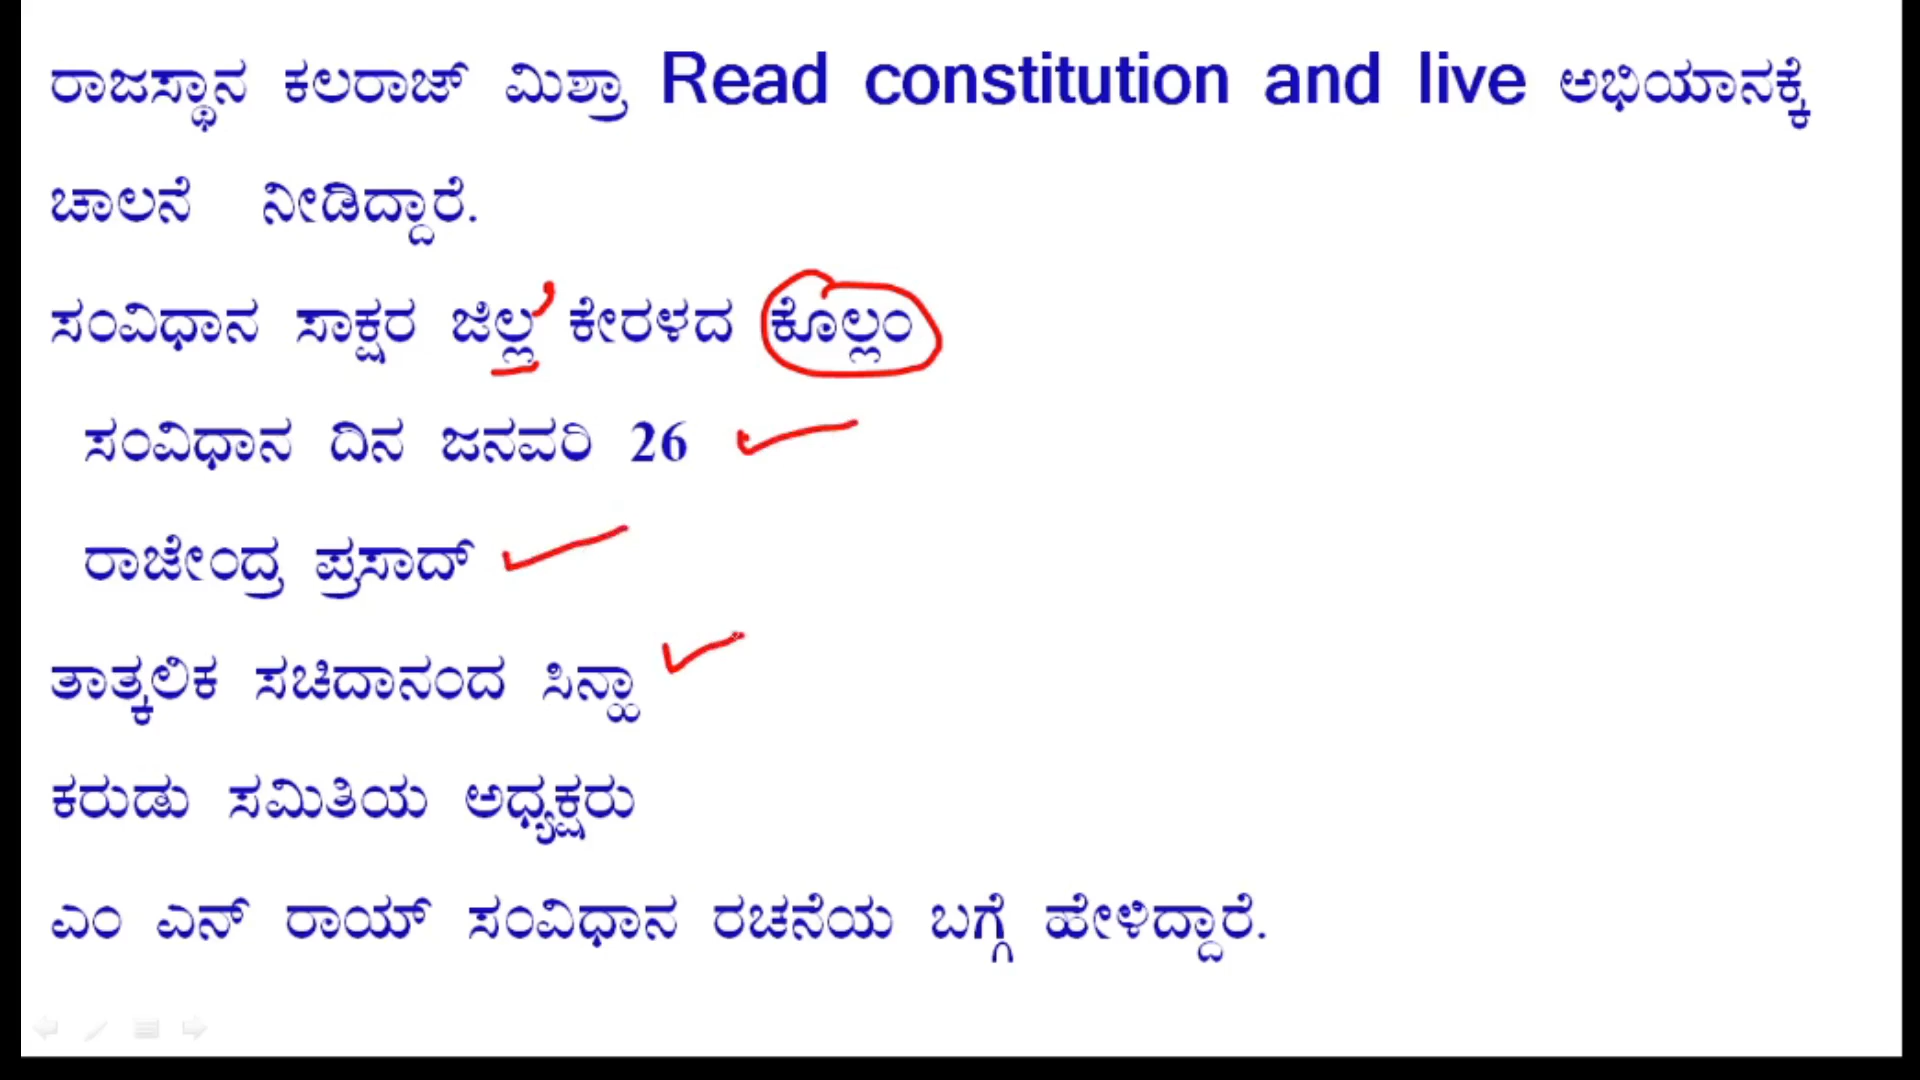 ರಾಜಸ್ಥಾನ ಕಲರಾಜ್ ಮಿಶ್ರಾ Read constitution and live ಅಭಿಯಾನಕ್ಕೆ
ಚಾಲನೆ ನೀಡಿದ್ದಾರೆ.
ಸಂವಿಧಾನ ಸಾಕ್ಷರ ಜಿಲ್ಲ ಕೇರಳದ ಕೊಲ್ಲಂ
ಸಂವಿಧಾನ ದಿನ ಜನವರಿ 26
ರಾಜೇಂದ್ರ ಪ್ರಸಾದ್
ತಾತ್ಕಲಿಕ ಸಚಿದಾನಂದ ಸಿನ್ಹಾ
ಕರುಡು ಸಮಿತಿಯ ಅಧ್ಯಕ್ಷರು
ಎಂ ಎನ್ ರಾಯ್ ಸಂವಿಧಾನ ರಚನೆಯ ಬಗ್ಗೆ ಹೇಳಿದ್ದಾರೆ.